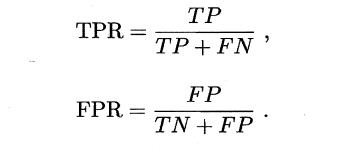 TPR = TP / (TP + FN) ,
FPR = FP / (TN + FP) .